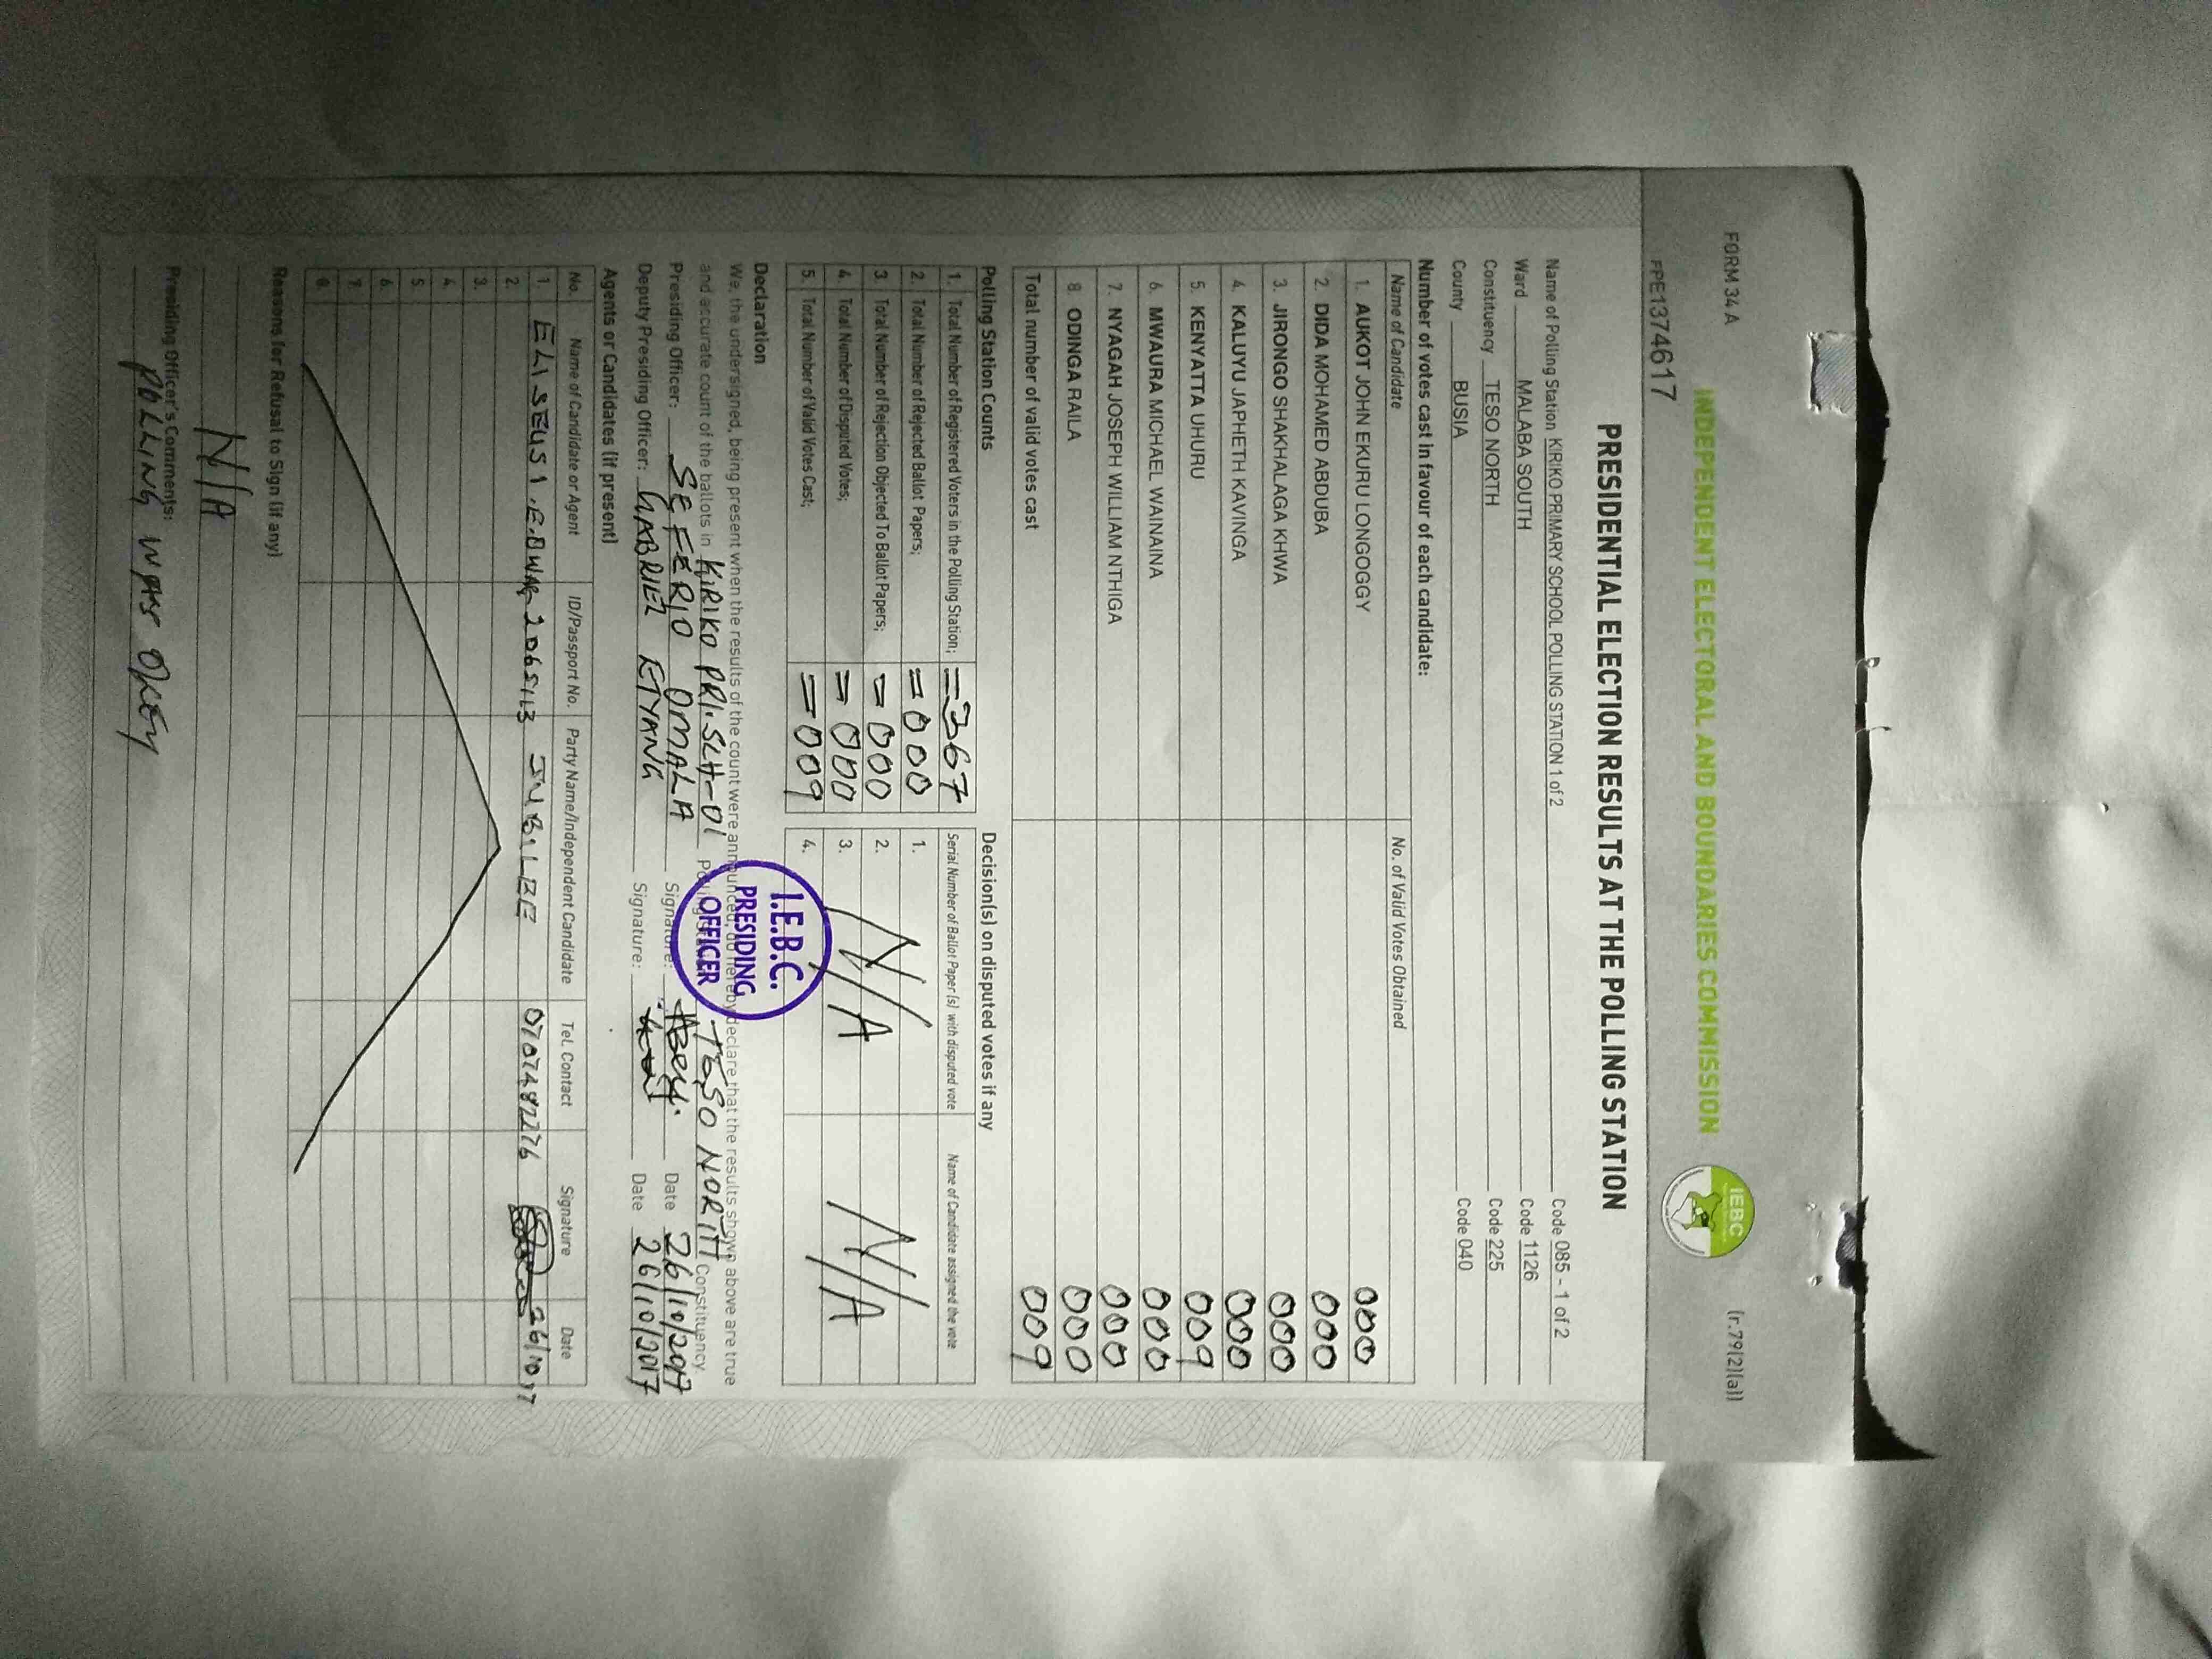 FORM 34 A
(r.79(2)(a))
INDEPENDENT ELECTORAL AND BOUNDARIES COMMISSION
IEBC
FPE1374617
PRESIDENTIAL ELECTION RESULTS AT THE POLLING STATION
Name of Polling Station KIRIKO PRIMARY SCHOOL POLLING STATION 1 of 2 Code 085 - 1 of 2
Ward MALABA SOUTH Code 1126
Constituency TESO NORTH Code 225
County BUSIA Code 040
Number of votes cast in favour of each candidate:
Name of Candidate No. of Valid Votes Obtained
1. AUKOT JOHN EKURU LONGOGGY 000
2. DIDA MOHAMED ABDUBA 000
3. JIRONGO SHAKHALAGA KHWA 000
4. KALUYU JAPHETH KAVINGA 000
5. KENYATTA UHURU 009
6. MWAURA MICHAEL WAINAINA 000
7. NYAGAH JOSEPH WILLIAM NTHIGA 000
8. ODINGA RAILA 000
Total number of valid votes cast 009
Polling Station Counts
1. Total Number of Registered Voters in the Polling Station; =367
2. Total Number of Rejected Ballot Papers; =000
3. Total Number of Rejection Objected To Ballot Papers; =000
4. Total Number of Disputed Votes; =000
5. Total Number of Valid Votes Cast; =009
Decision(s) on disputed votes if any
Serial Number of Ballot Paper (s) with disputed vote Name of Candidate assigned the vote
1.
2. N/A N/A
3. N/A N/A
4.
Declaration
We, the undersigned, being present when the results of the count were announced, do hereby declare that the results shown above are true
and accurate count of the ballots in KIRIKO PRI.SCH-01 Polling Station TESO NORTH Constituency.
Presiding Officer: SEFERIO OMALA Signature: Date 26/10/2017
Deputy Presiding Officer: GABRIEL ETYANG Signature: Date 26/10/2017
I.E.B.C.
PRESIDING
OFFICER
Agents or Candidates (if present)
No. Name of Candidate or Agent ID/Passport No. Party Name/Independent Candidate Tel. Contact Signature Date
1. ELISEUS 2065113 JUBILEE 0707482276 26/10/17
2.
3.
4.
5.
6.
7.
8.
Reasons for Refusal to Sign (if any)
N/A
Presiding Officer's Comments:
POLLING WAS OKEY